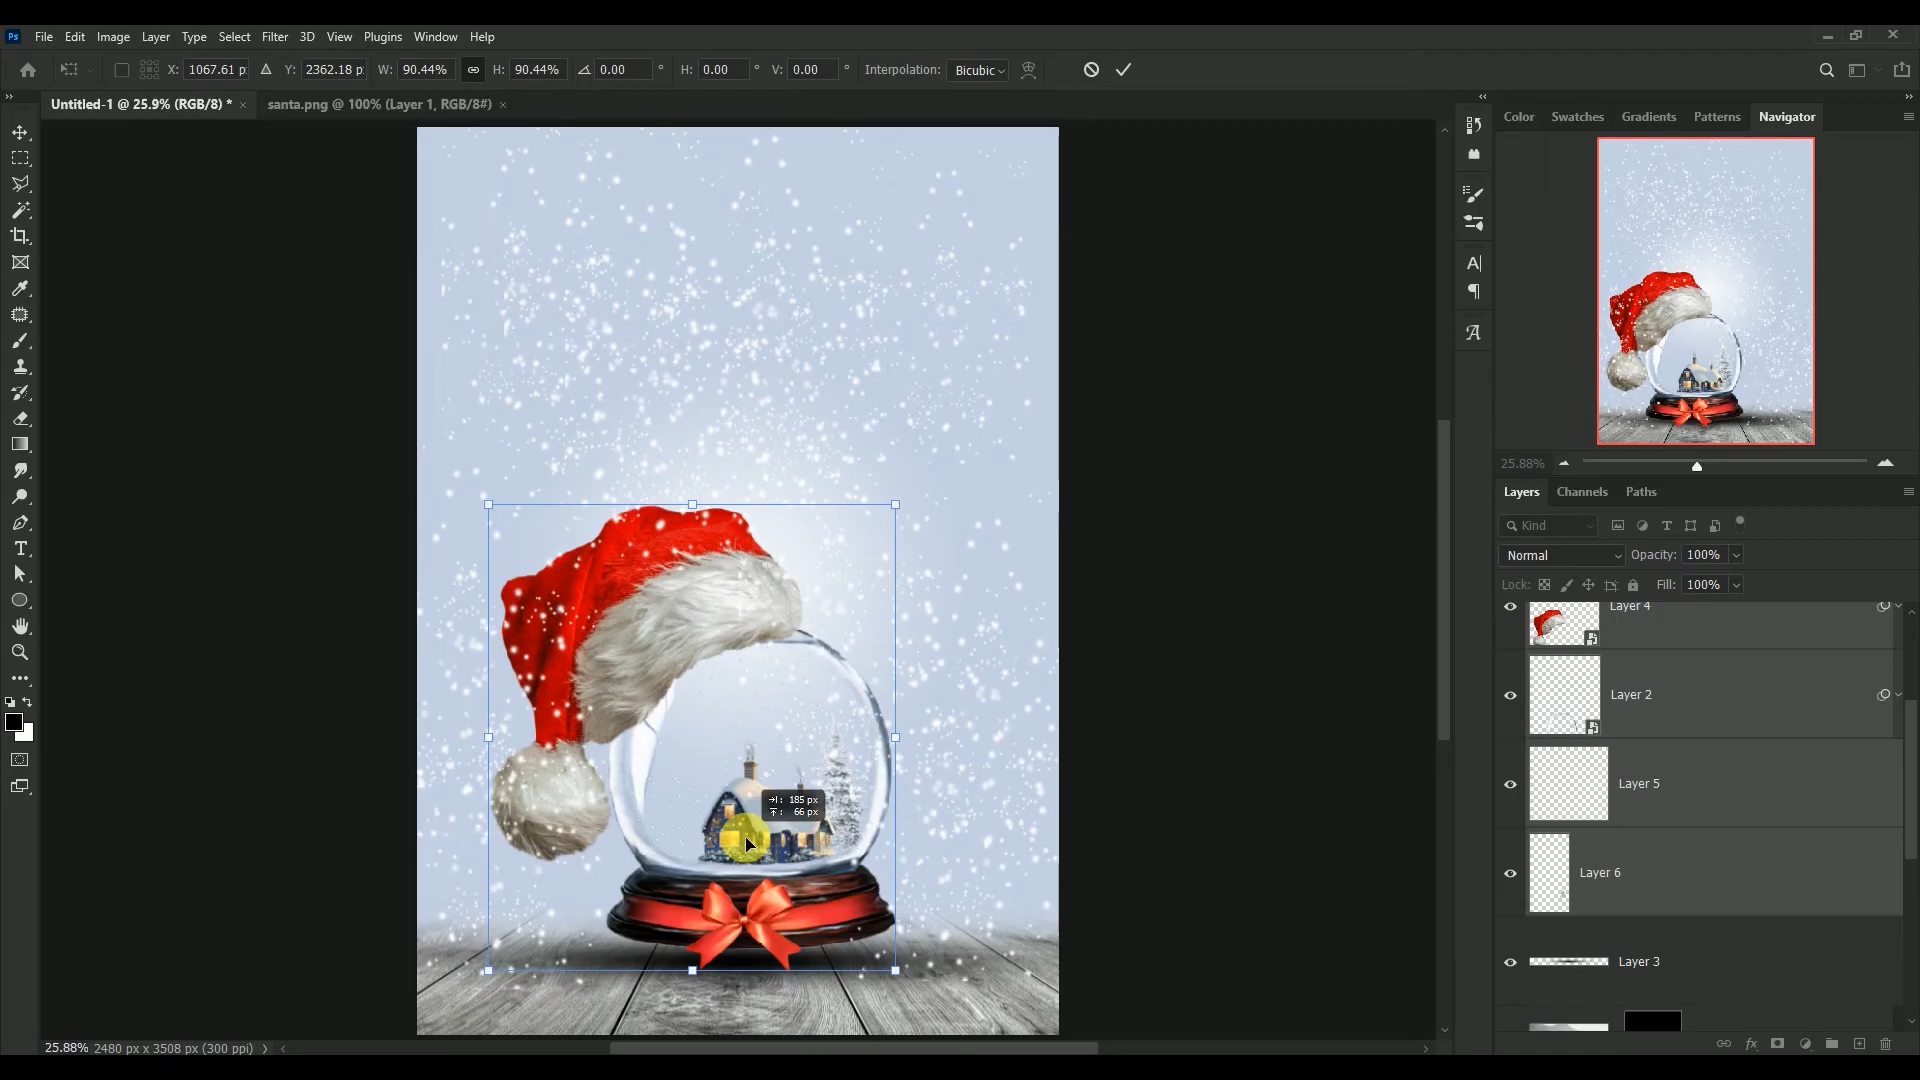 Ps File Edit Image Layer Type Select Filter 3D View Plugins Window Help
X: 1067.61 p Y: 2362.18 p W: 90.44% H: 90.44% 0.00 ° H: 0.00 ° V: 0.00 ° Interpolation: Bicubic
Untitled-1 @ 25.9% (RGB/8) * × santa.png @ 100% (Layer 1, RGB/8#) ×
Color Swatches Gradients Patterns Navigator
25.88%
Layers Channels Paths
Kind
Normal Opacity: 100%
Lock: Fill: 100%
Layer 4
Layer 2
Layer 5
: 185 px
: 66 px
Layer 6
Layer 3
25.88% 2480 px x 3508 px (300 ppi)